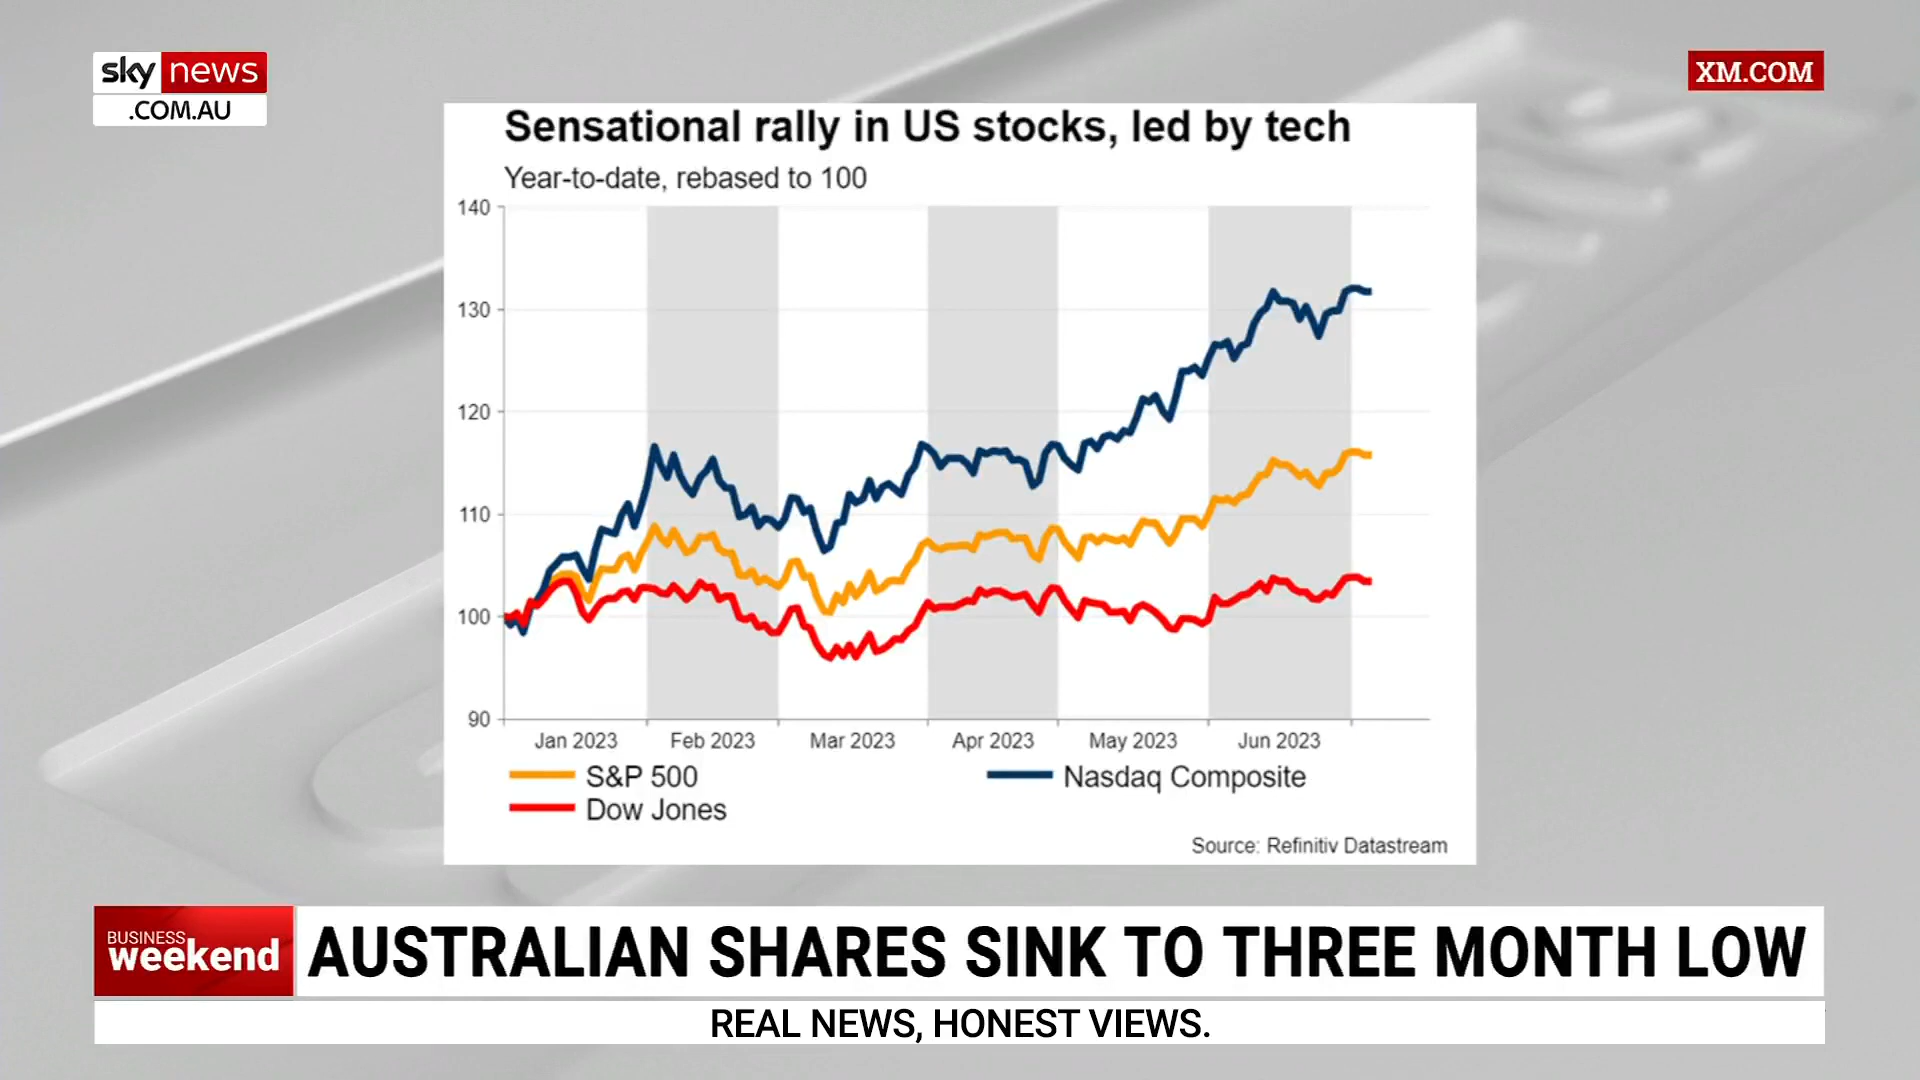 sky news
.COM.AU
XM.COM
Sensational rally in US stocks, led by tech
Year-to-date, rebased to 100
140
130
120
110
100
90
Jan 2023 Feb 2023 Mar 2023 Apr 2023 May 2023 Jun 2023
S&P 500 Nasdaq Composite
Dow Jones
Source: Refinitiv Datastream
BUSINESS
weekend
AUSTRALIAN SHARES SINK TO THREE MONTH LOW
REAL NEWS, HONEST VIEWS.